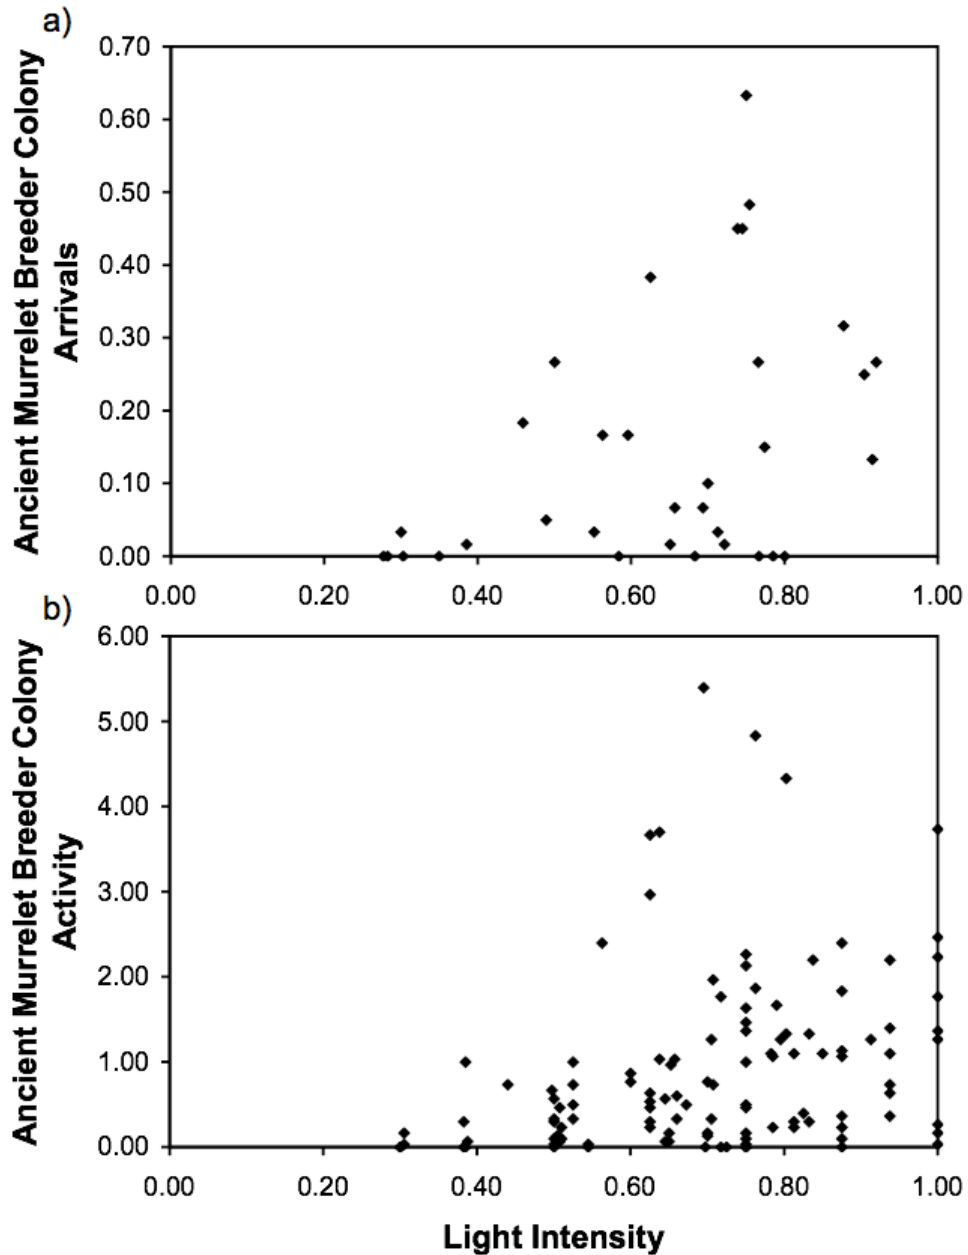 a)
Ancient Murrelet Breeder Colony
Arrivals
0.70
0.60
0.50
0.40
0.30
0.20
0.10
0.00
0.00 0.20 0.40 0.60 0.80 1.00
b)
Ancient Murrelet Breeder Colony
Activity
6.00
5.00
4.00
3.00
2.00
1.00
0.00
0.00 0.20 0.40 0.60 0.80 1.00
Light Intensity